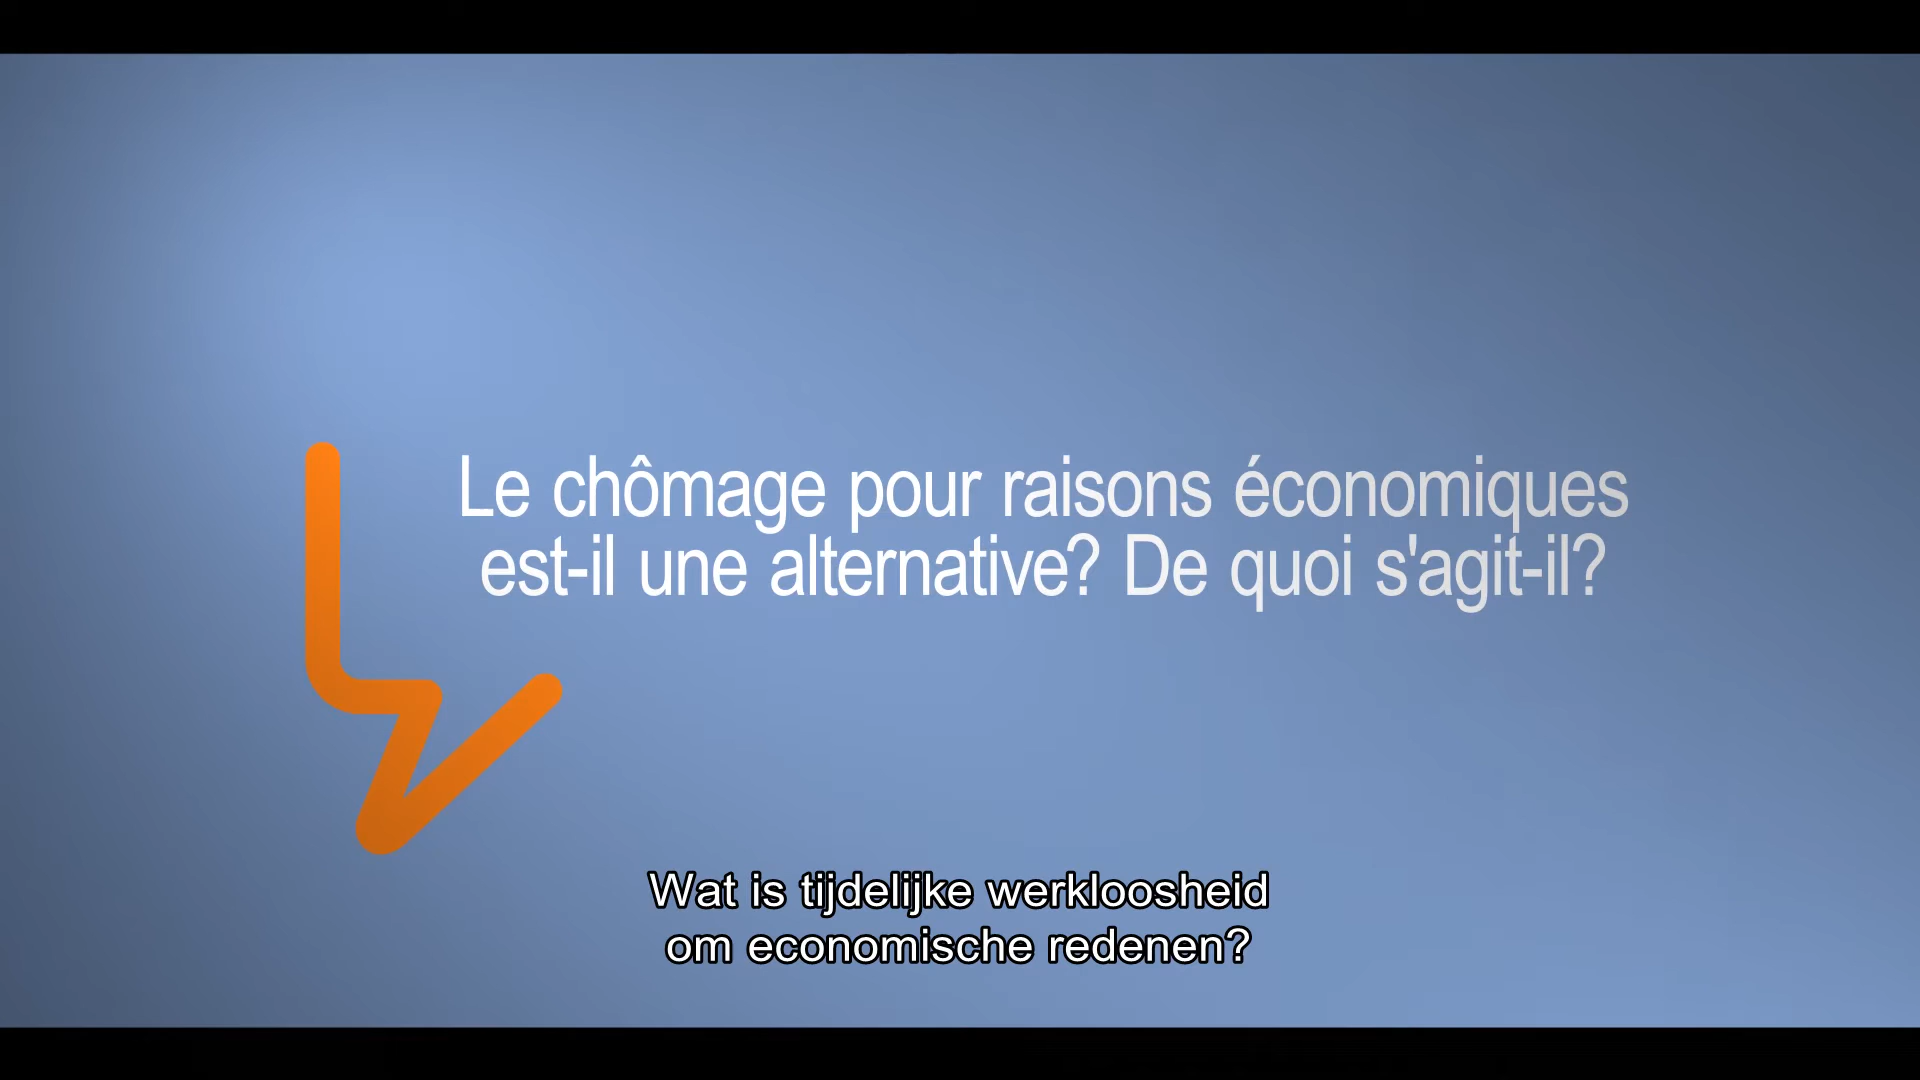 Le chômage pour raisons économiques
est-il une alternative? De quoi s'agit-il?
Wat is tijdelijke werkloosheid
om economische redenen?